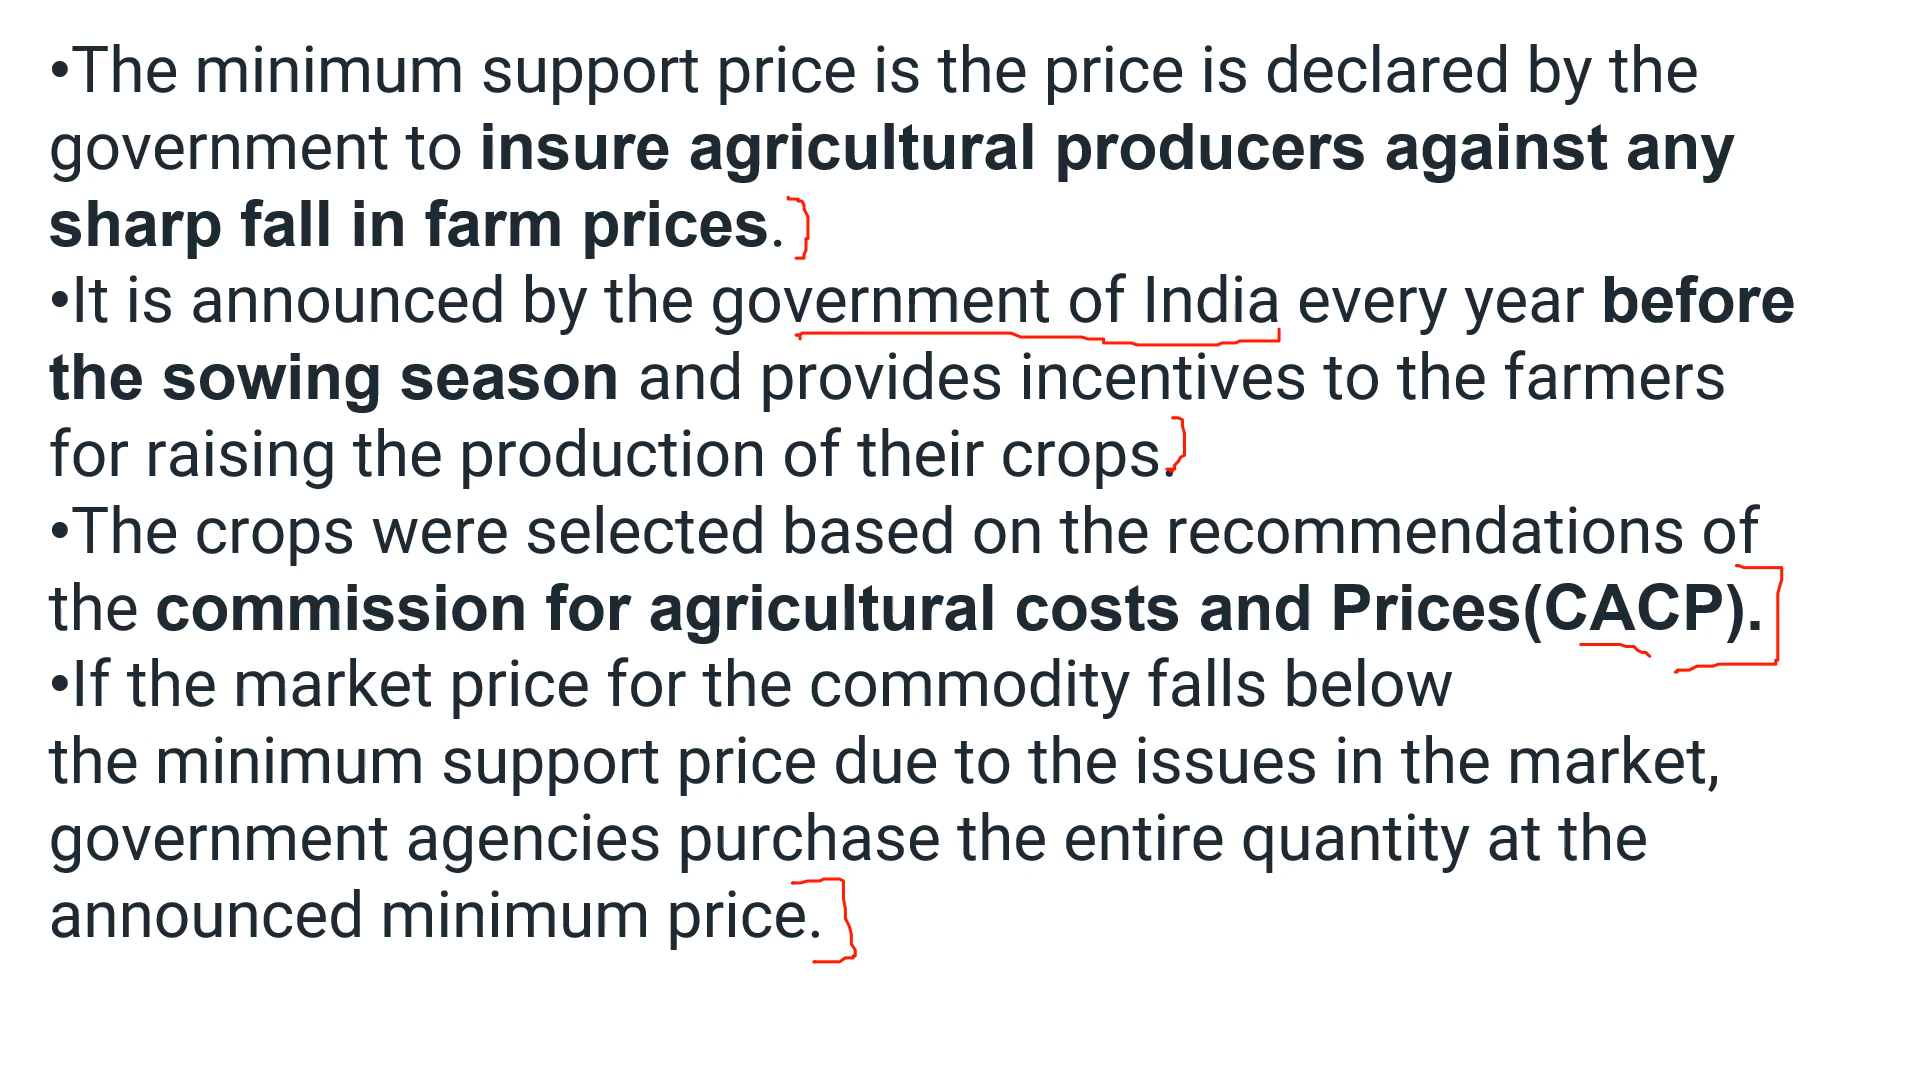 •The minimum support price is the price is declared by the
government to insure agricultural producers against any
sharp fall in farm prices.
•It is announced by the government of India every year before
the sowing season and provides incentives to the farmers
for raising the production of their crops.
•The crops were selected based on the recommendations of
the commission for agricultural costs and Prices(CACP).
•If the market price for the commodity falls below
the minimum support price due to the issues in the market,
government agencies purchase the entire quantity at the
announced minimum price.